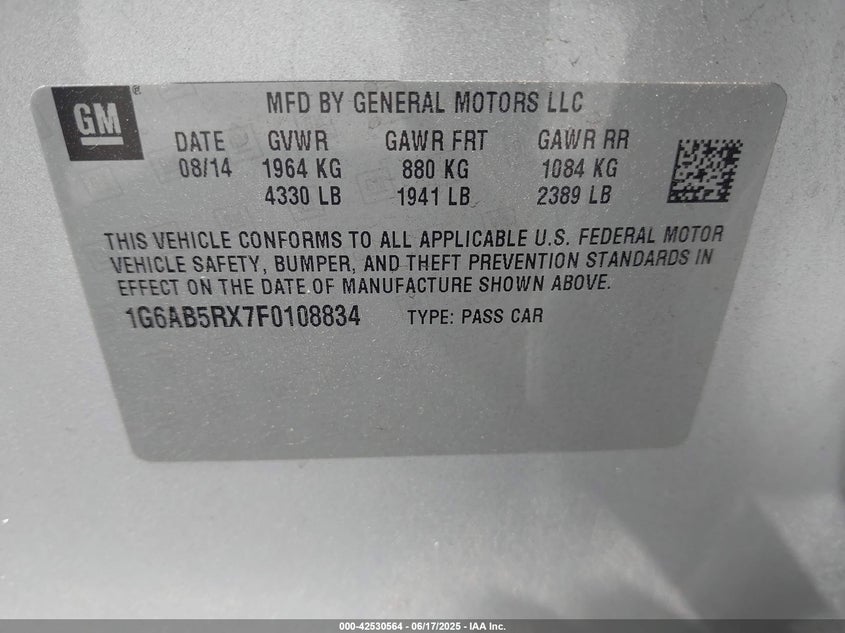 GM
MFD BY GENERAL MOTORS LLC
DATE GVWR GAWR FRT GAWR RR
08/14 1964 KG 880 KG 1084 KG
4330 LB 1941 LB 2389 LB
THIS VEHICLE CONFORMS TO ALL APPLICABLE U.S. FEDERAL MOTOR
VEHICLE SAFETY, BUMPER, AND THEFT PREVENTION STANDARDS IN
EFFECT ON THE DATE OF MANUFACTURE SHOWN ABOVE.
1G6AB5RX7F0108834 TYPE: PASS CAR
000-42530564 - 06/17/2025 - IAA Inc.